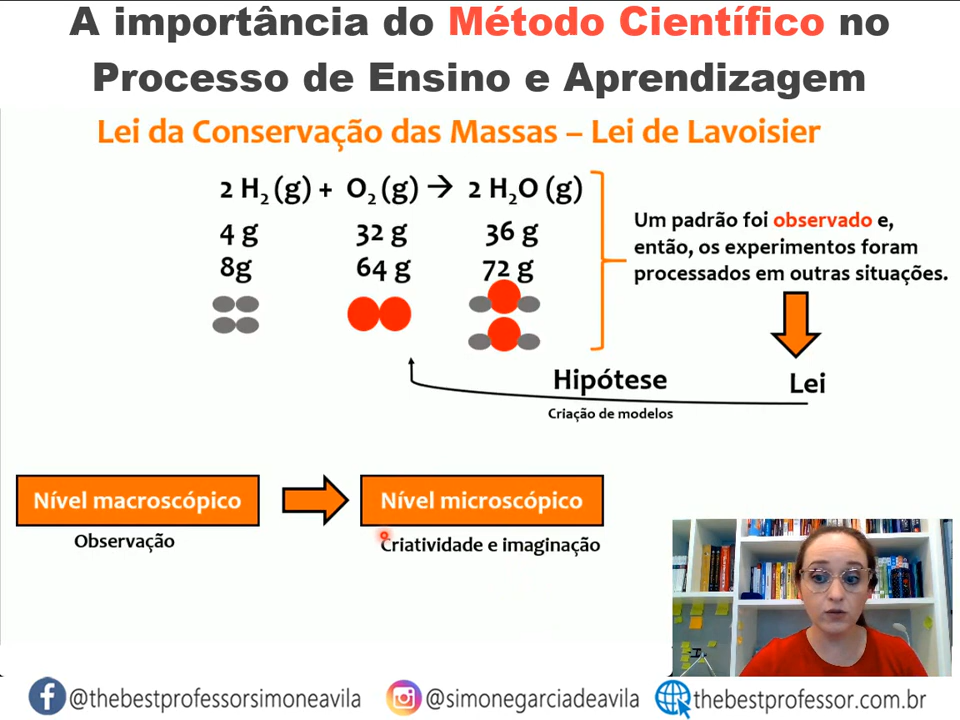 A importância do Método Científico no
Processo de Ensino e Aprendizagem
Lei da Conservação das Massas – Lei de Lavoisier
2 H₂ (g) + O₂ (g) → 2 H₂O (g)
4 g 32 g 36 g
8g 64 g 72 g
Um padrão foi observado e,
então, os experimentos foram
processados em outras situações.
Hipótese
Lei
Criação de modelos
Nível macroscópico
Nível microscópico
Observação
Criatividade e imaginação
@thebestprofessorsimoneavila
@simonegarciadeavila
thebestprofessor.com.br